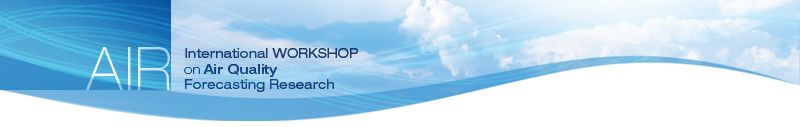 AIR
International WORKSHOP
on Air Quality
Forecasting Research